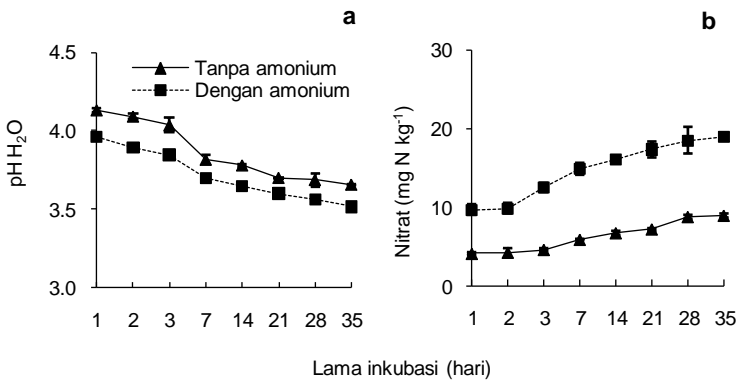 a
4.5
4.0
3.5
3.0
pH H₂O
Tanpa amonium
Dengan amonium
1 2 3 7 14 21 28 35
b
30
20
10
0
Nitrat (mg N kg⁻¹)
1 2 3 7 14 21 28 35
Lama inkubasi (hari)